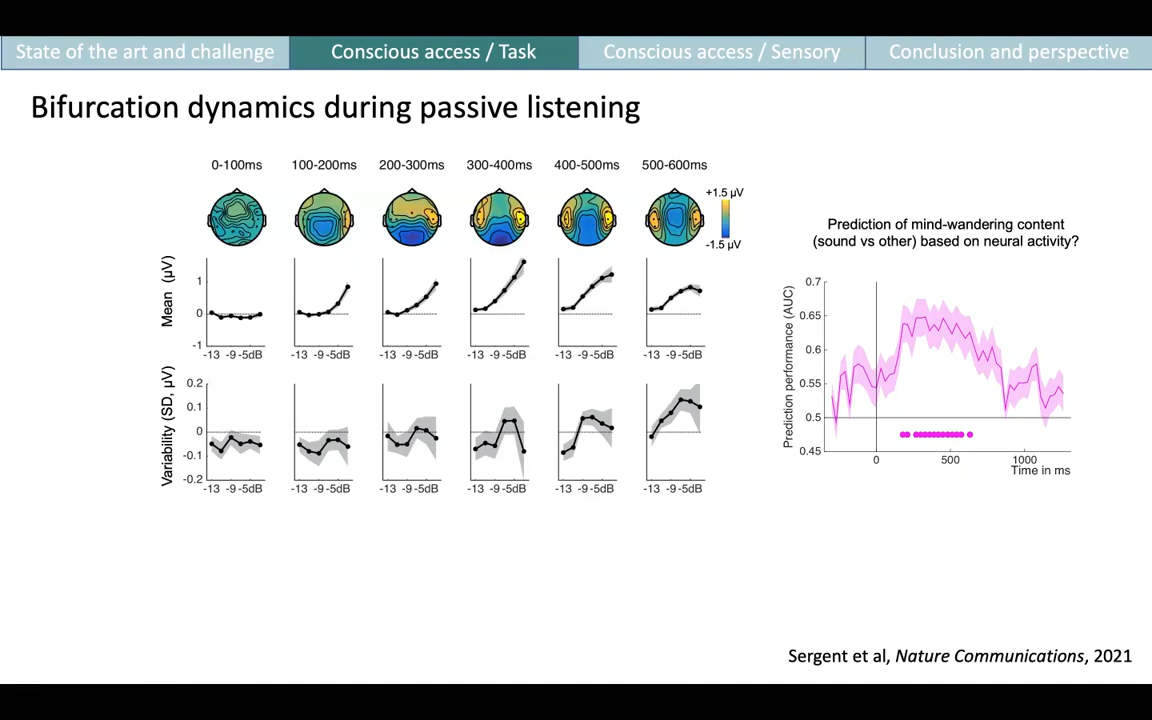 State of the art and challenge
Conscious access / Task
Conscious access / Sensory
Conclusion and perspective
Bifurcation dynamics during passive listening
0-100ms 100-200ms 200-300ms 300-400ms 400-500ms 500-600ms
+1.5 µV
-1.5 µV
Mean (µV)
1
0
-1
-13 -9 -5dB -13 -9 -5dB -13 -9 -5dB -13 -9 -5dB -13 -9 -5dB -13 -9 -5dB
Variability (SD, µV)
0.2
0.1
0
-0.1
-0.2
-13 -9 -5dB -13 -9 -5dB -13 -9 -5dB -13 -9 -5dB -13 -9 -5dB -13 -9 -5dB
Prediction of mind-wandering content
(sound vs other) based on neural activity?
Prediction performance (AUC)
0.7
0.65
0.6
0.55
0.5
0.45
0 500 1000
Time in ms
Sergent et al, Nature Communications, 2021